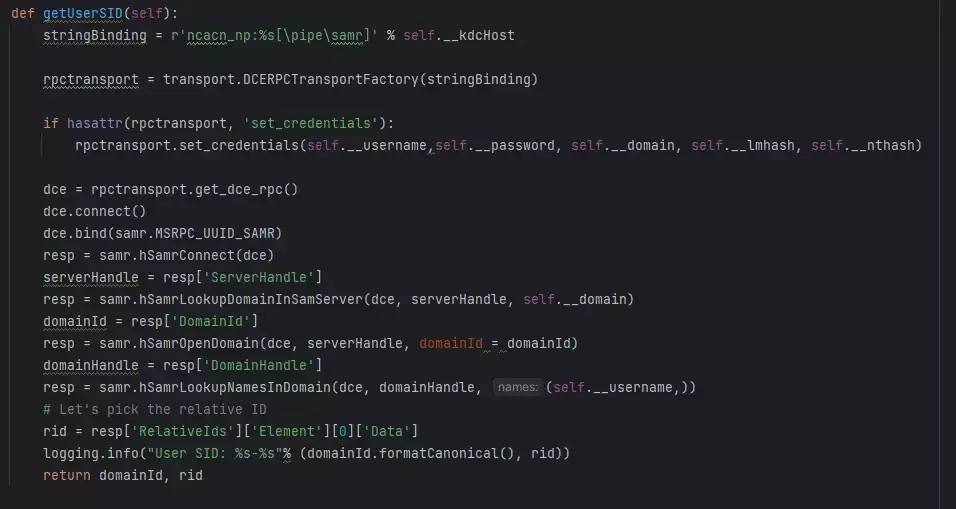 def getUserSID(self):
    stringBinding = r'ncacn_np:%s[\pipe\samr]' % self.__kdcHost

    rpctransport = transport.DCERPCTransportFactory(stringBinding)

    if hasattr(rpctransport, 'set_credentials'):
        rpctransport.set_credentials(self.__username,self.__password, self.__domain, self.__lmhash, self.__nthash)

    dce = rpctransport.get_dce_rpc()
    dce.connect()
    dce.bind(samr.MSRPC_UUID_SAMR)
    resp = samr.hSamrConnect(dce)
    serverHandle = resp['ServerHandle']
    resp = samr.hSamrLookupDomainInSamServer(dce, serverHandle, self.__domain)
    domainId = resp['DomainId']
    resp = samr.hSamrOpenDomain(dce, serverHandle, domainId = domainId)
    domainHandle = resp['DomainHandle']
    resp = samr.hSamrLookupNamesInDomain(dce, domainHandle, names: (self.__username,))
    # Let's pick the relative ID
    rid = resp['RelativeIds']['Element'][0]['Data']
    logging.info("User SID: %s-%s"% (domainId.formatCanonical(), rid))
    return domainId, rid